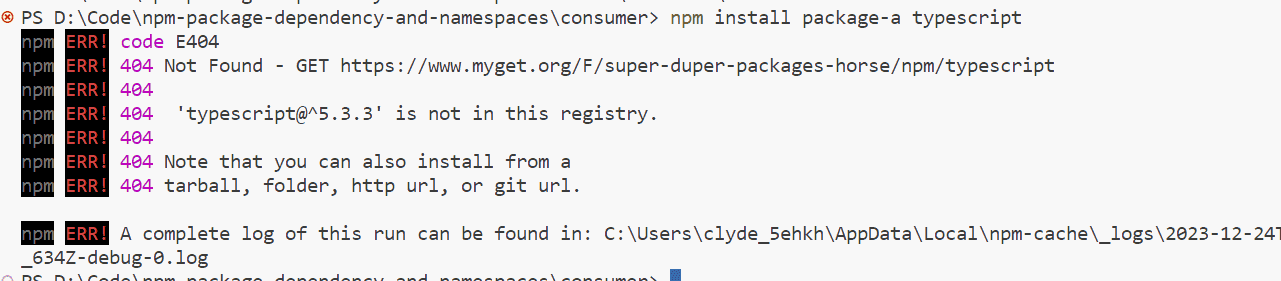 PS D:\Code\npm-package-dependency-and-namespaces\consumer> npm install package-a typescript
npm ERR! code E404
npm ERR! 404 Not Found - GET https://www.myget.org/F/super-duper-packages-horse/npm/typescript
npm ERR! 404
npm ERR! 404  'typescript@^5.3.3' is not in this registry.
npm ERR! 404
npm ERR! 404 Note that you can also install from a
npm ERR! 404 tarball, folder, http url, or git url.
npm ERR! A complete log of this run can be found in: C:\Users\clyde_5ehkh\AppData\Local\npm-cache\_logs\2023-12-24T
_634Z-debug-0.log
PS D:\Code\npm-package-dependency-and-namespaces\consumer>